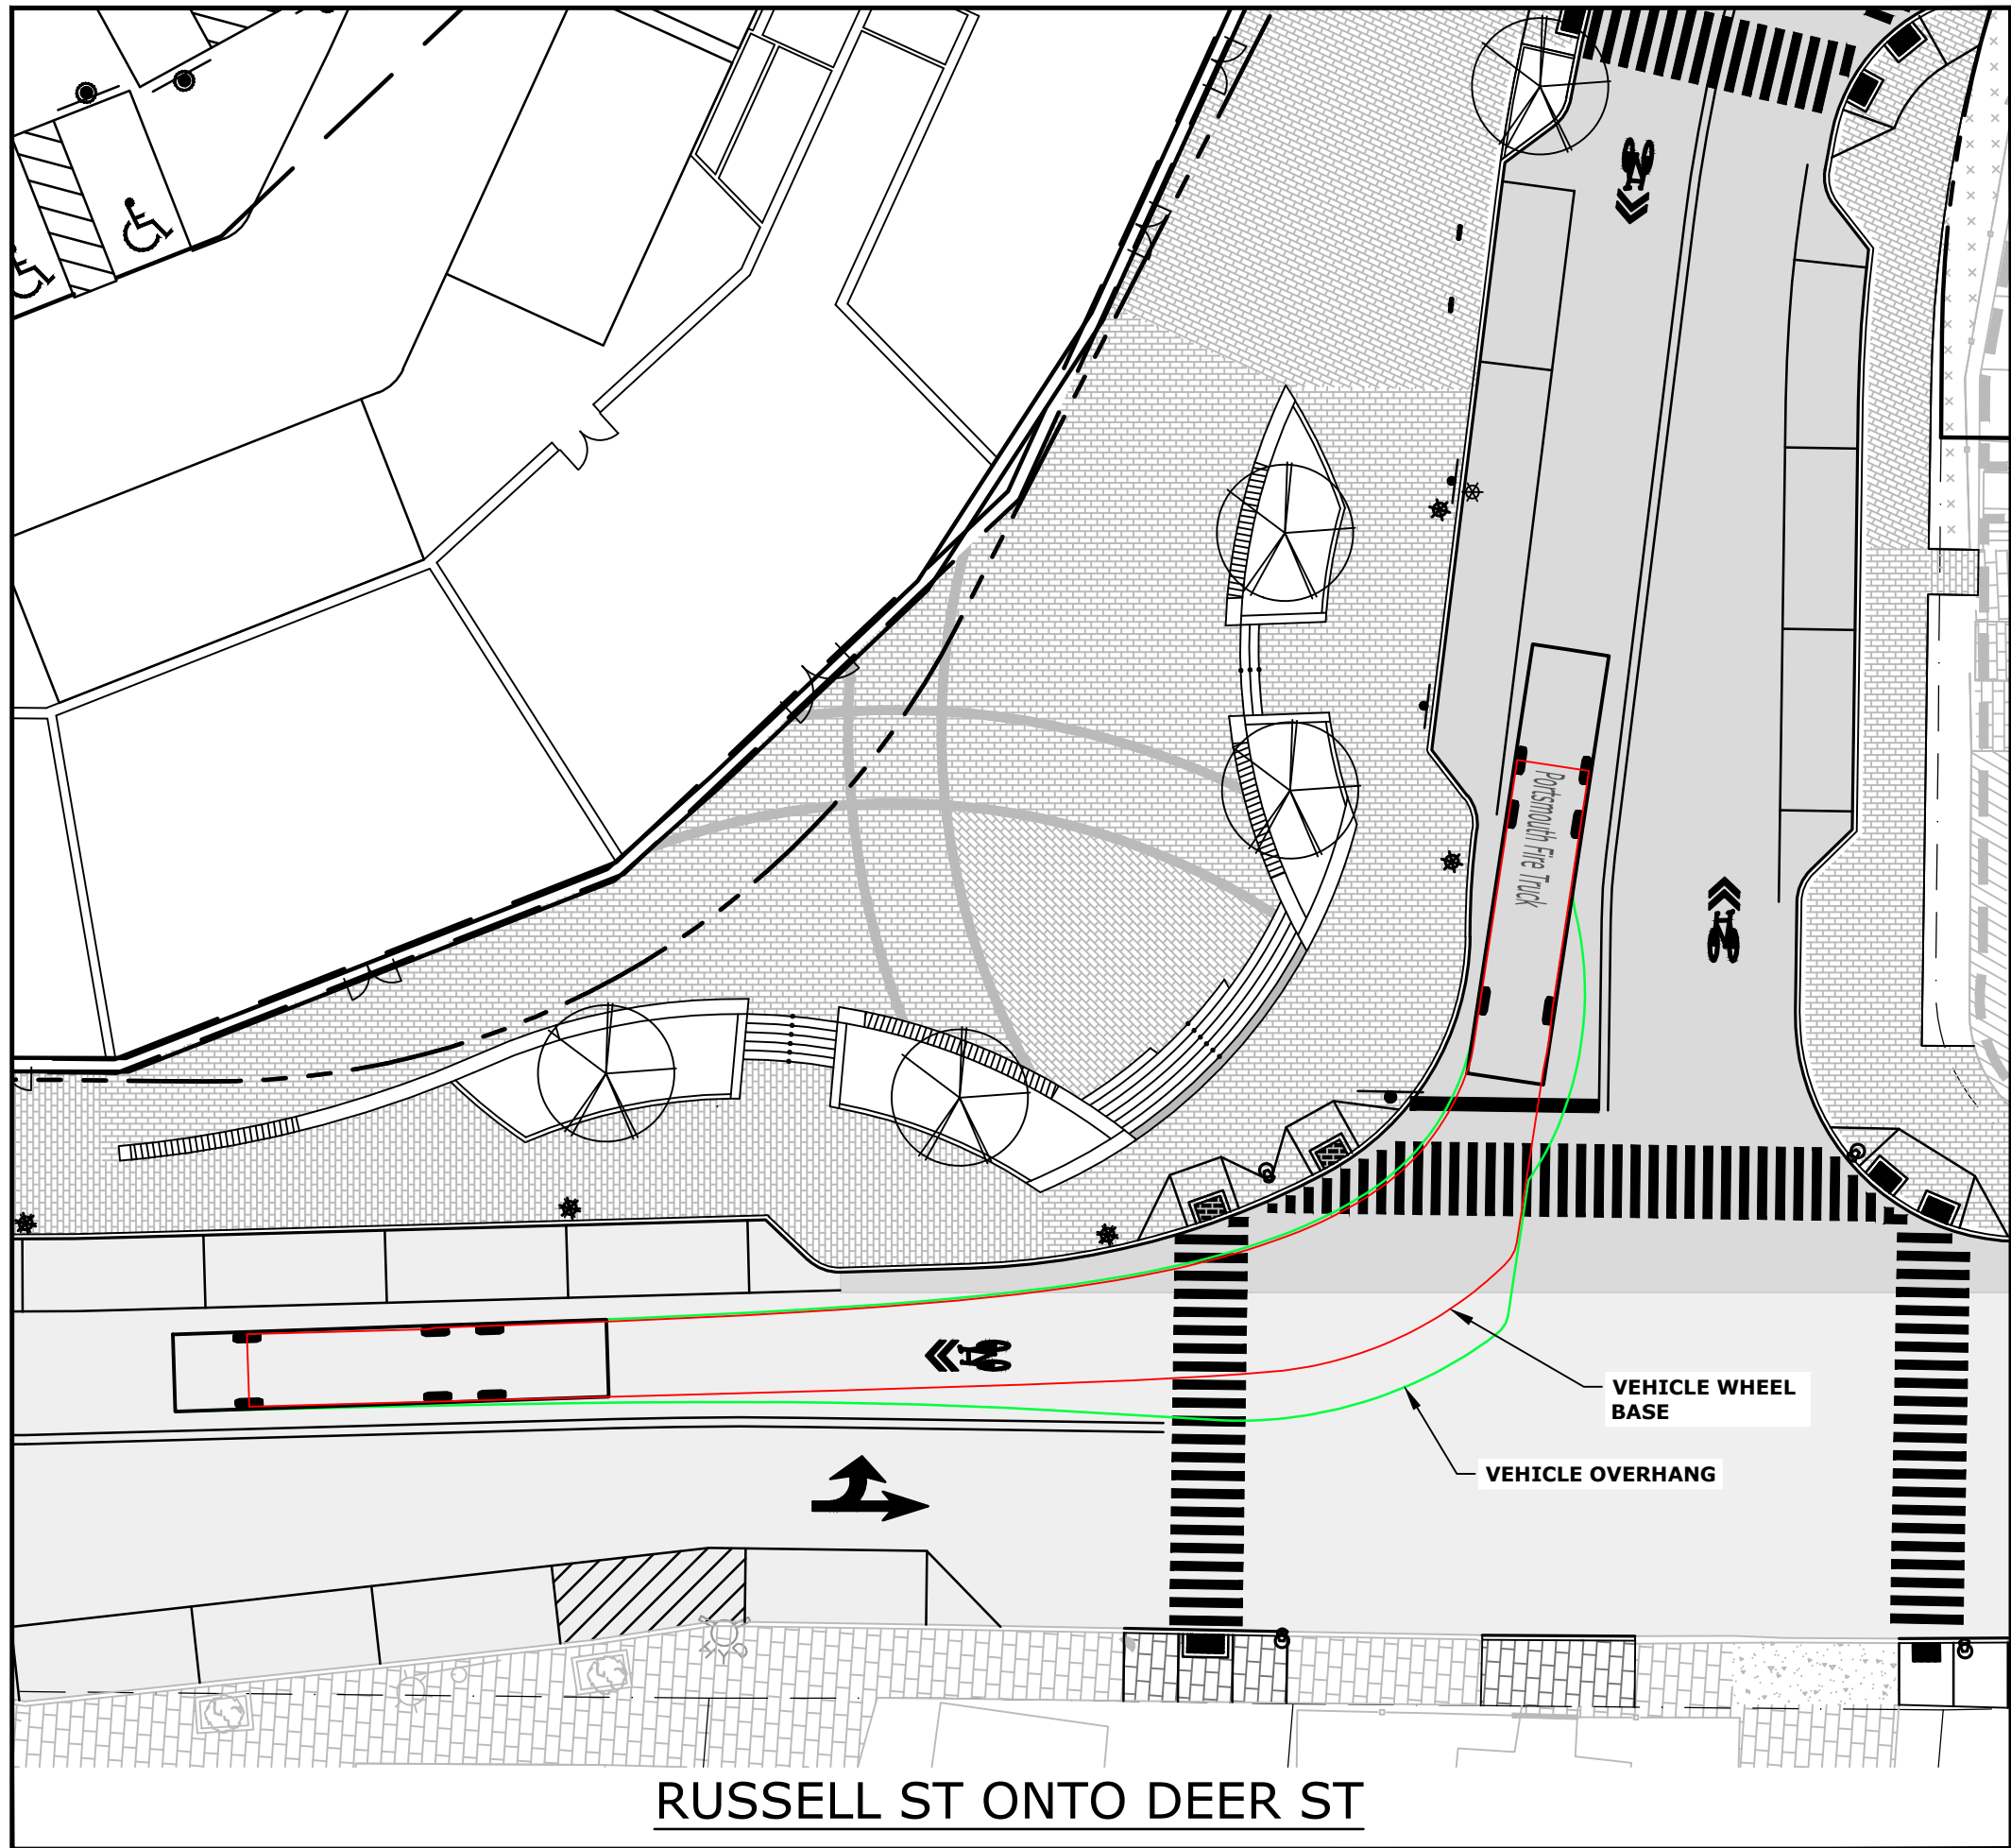 Portsmouth Fire Truck
VEHICLE WHEEL
BASE
VEHICLE OVERHANG
RUSSELL ST ONTO DEER ST